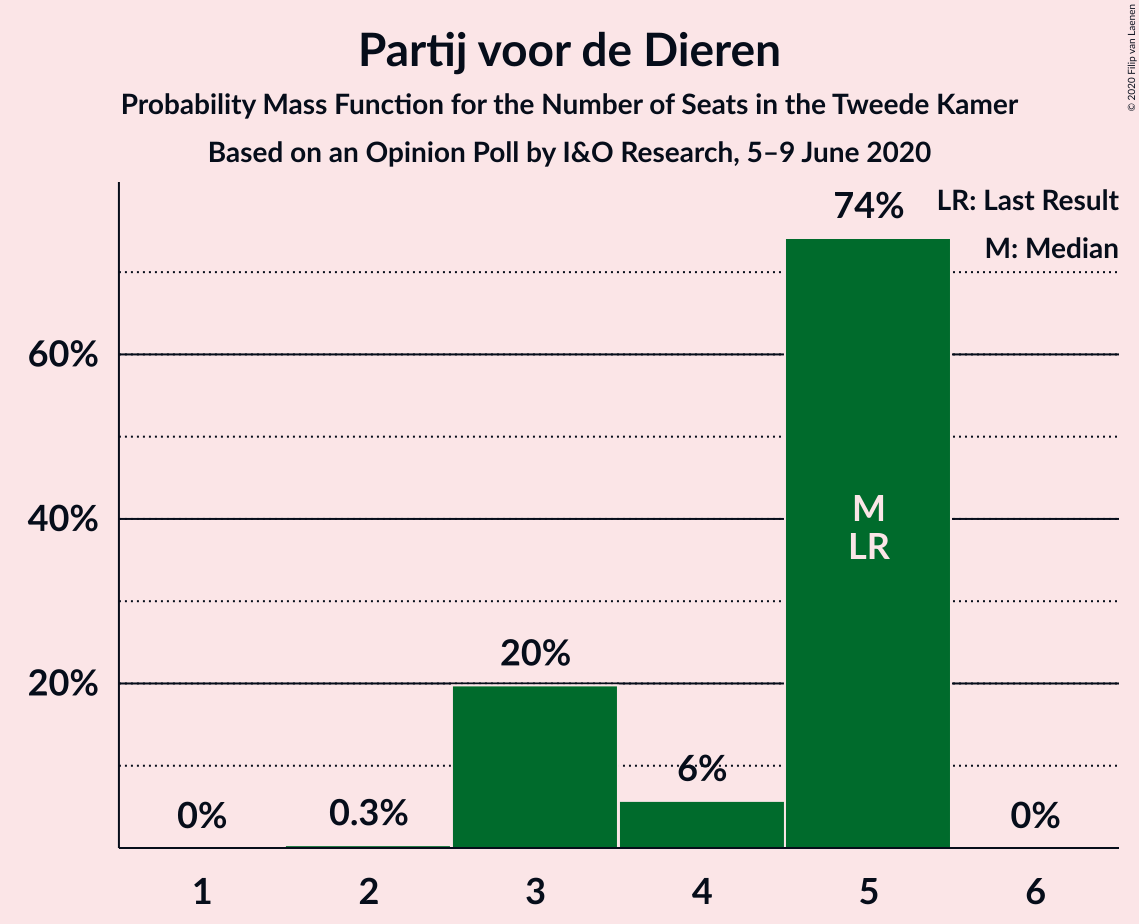 Partij voor de Dieren
Probability Mass Function for the Number of Seats in the Tweede Kamer
Based on an Opinion Poll by I&O Research, 5–9 June 2020
© 2020 Filip van Laenen
LR: Last Result
M: Median
74%
60%
40%
20%
M
LR
20%
6%
0%
0.3%
0%
1
2
3
4
5
6